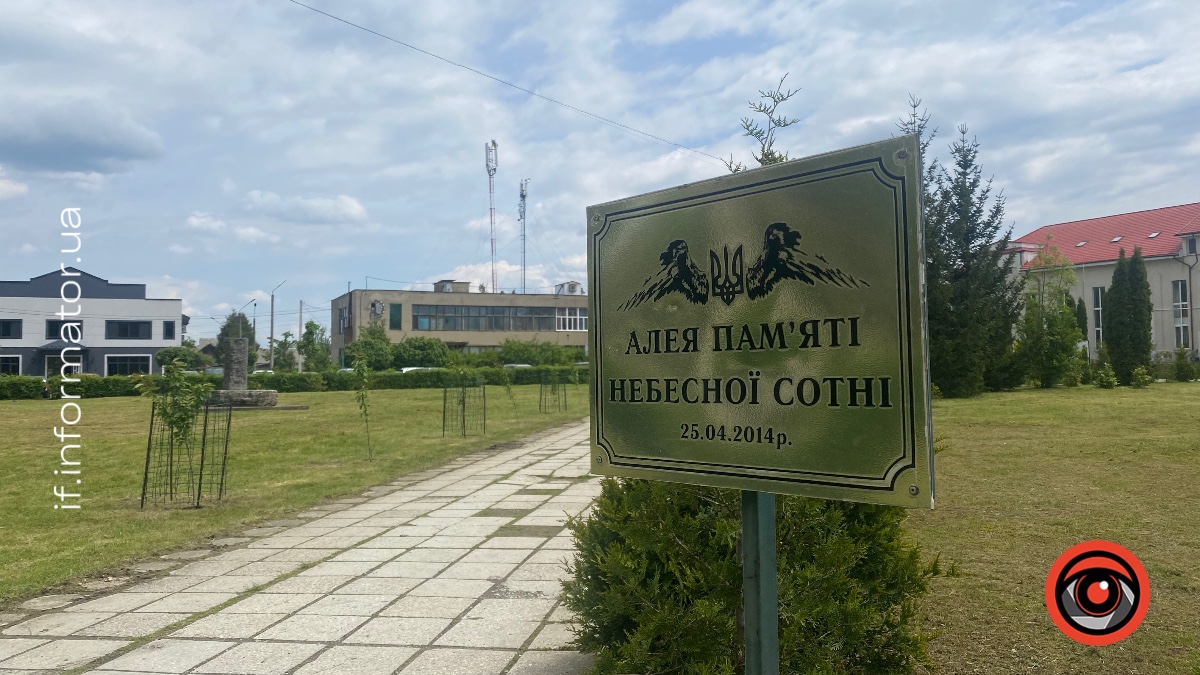 if.informator.ua
АЛЕЯ ПАМ'ЯТІ
НЕБЕСНОЇ СОТНІ
25.04.2014р.